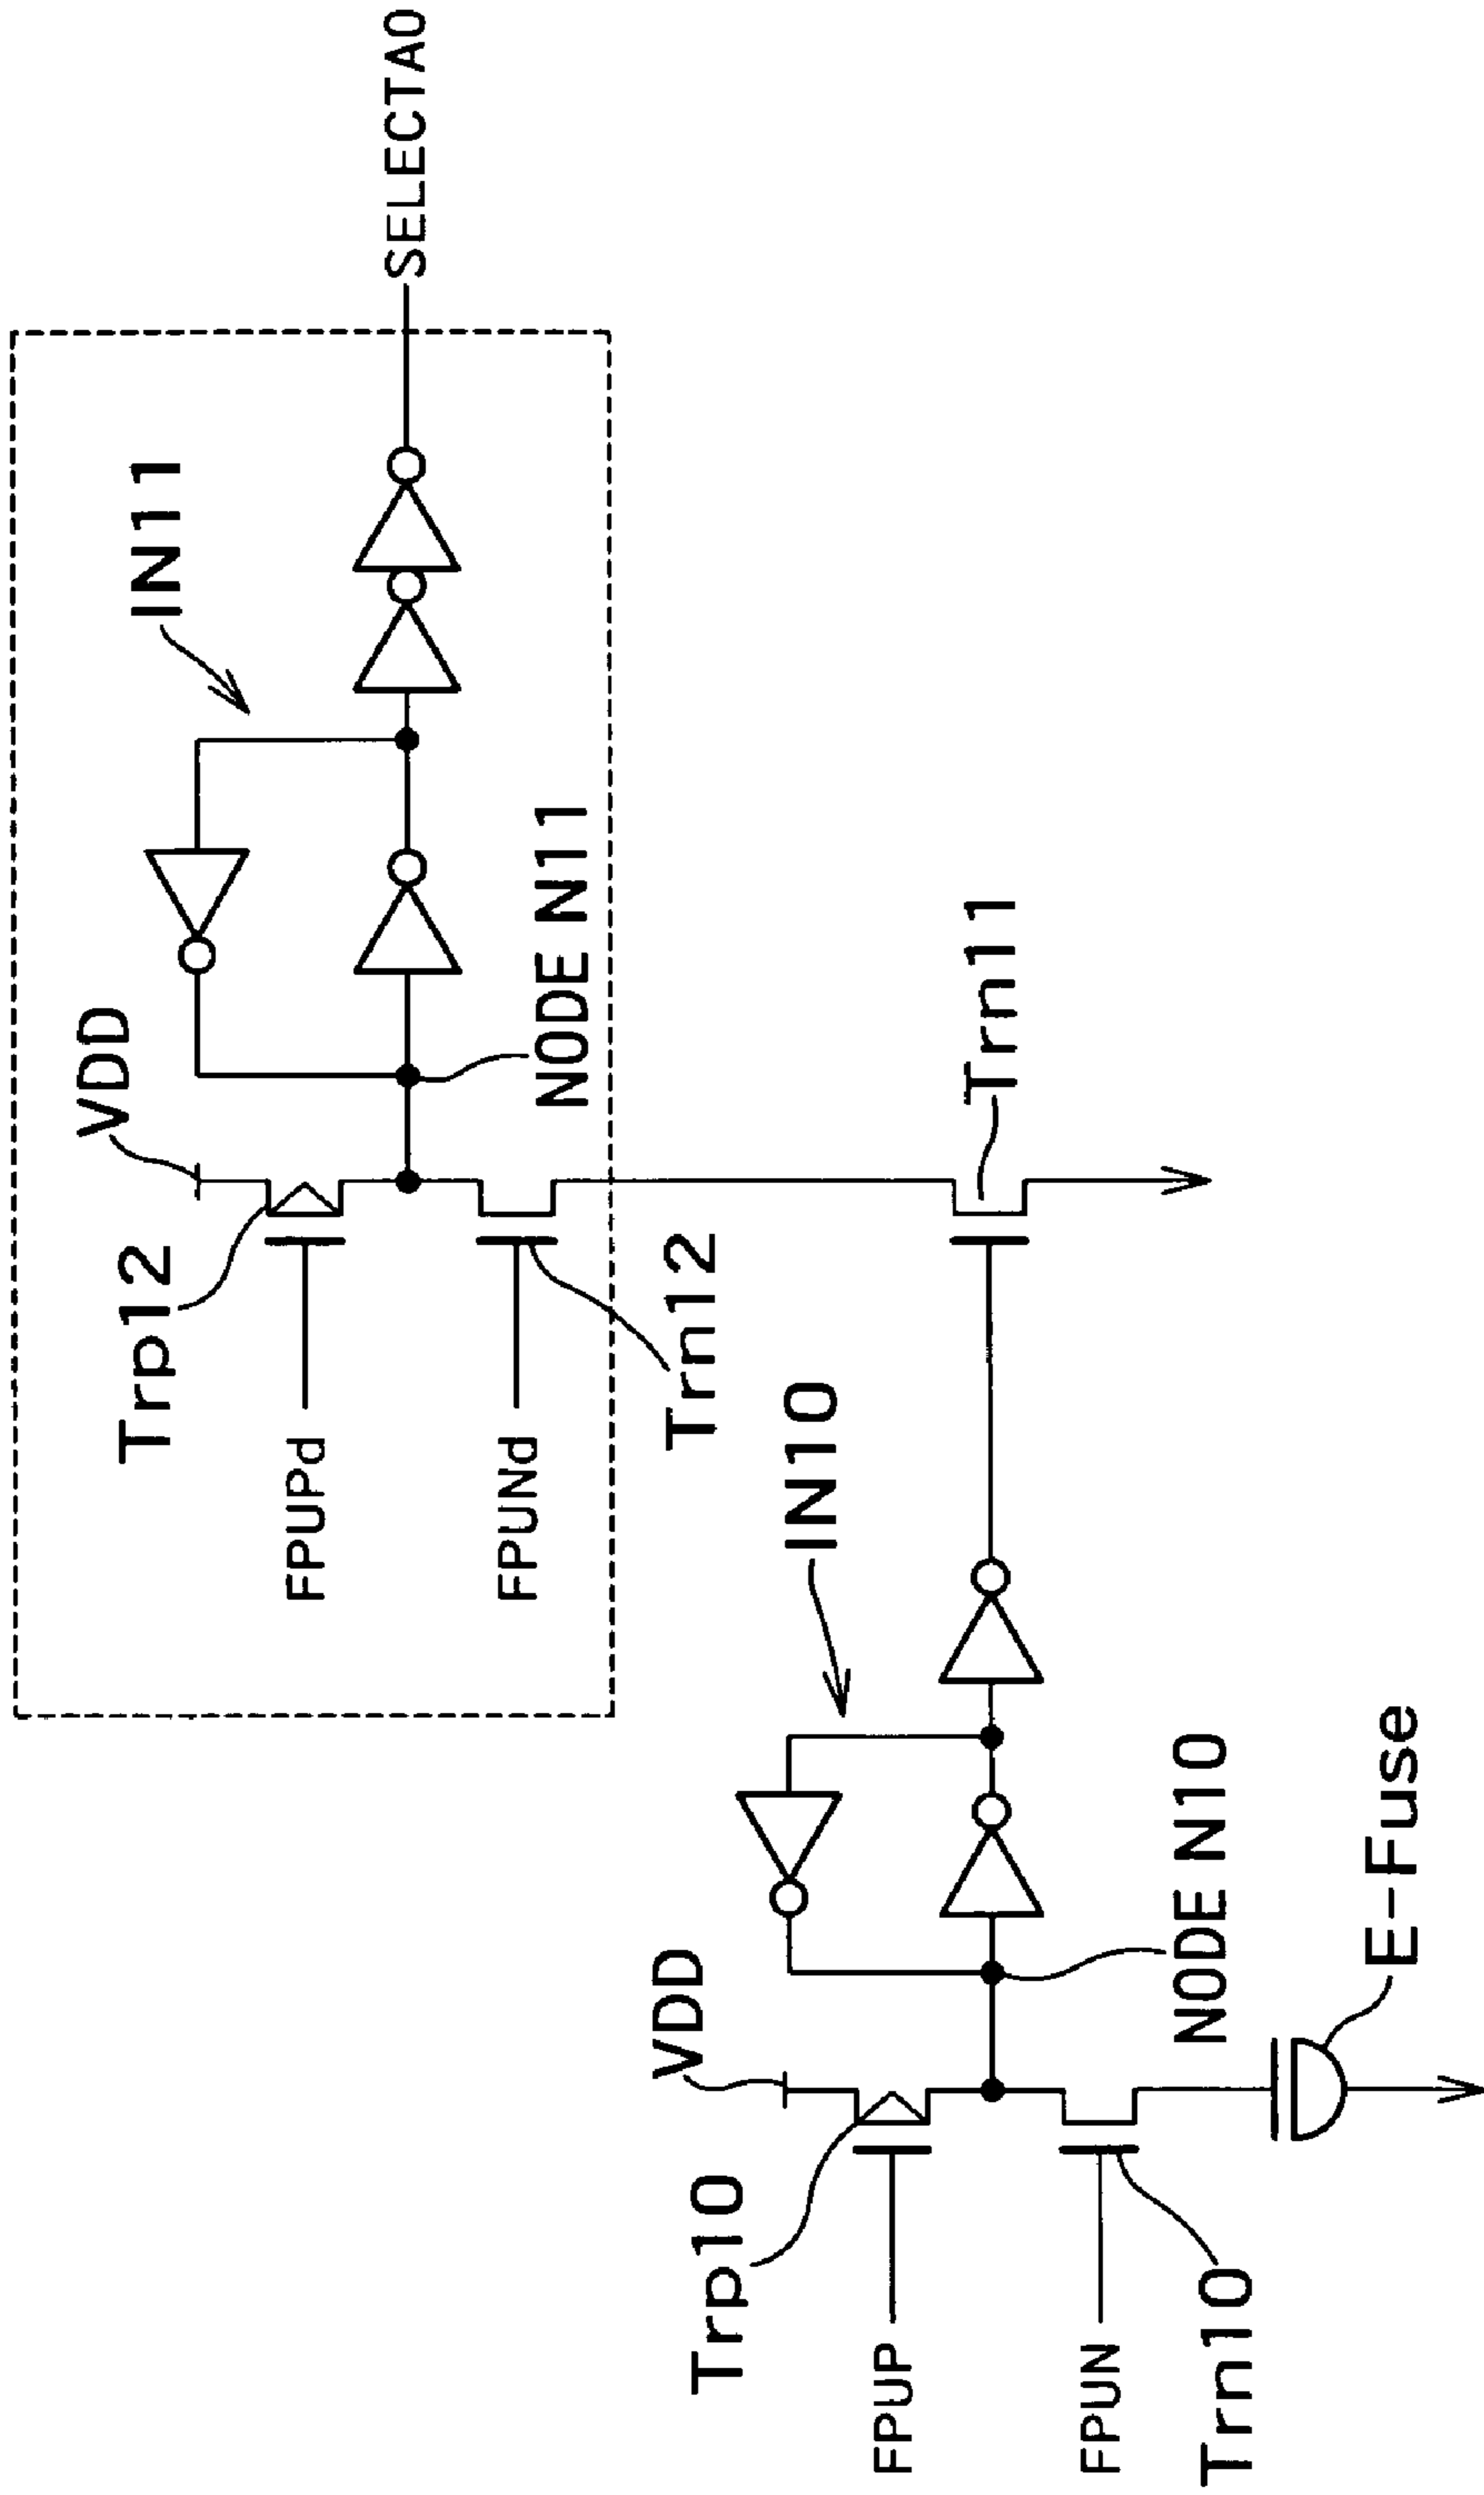 VDD
Trp12
IN11
FPUPd
SELECTA0
FPUNd
NODE N11
Trn12
VDD
Trp10
IN10
Trn11
FPUP
FPUN
NODE N10
Trn10
E-Fuse